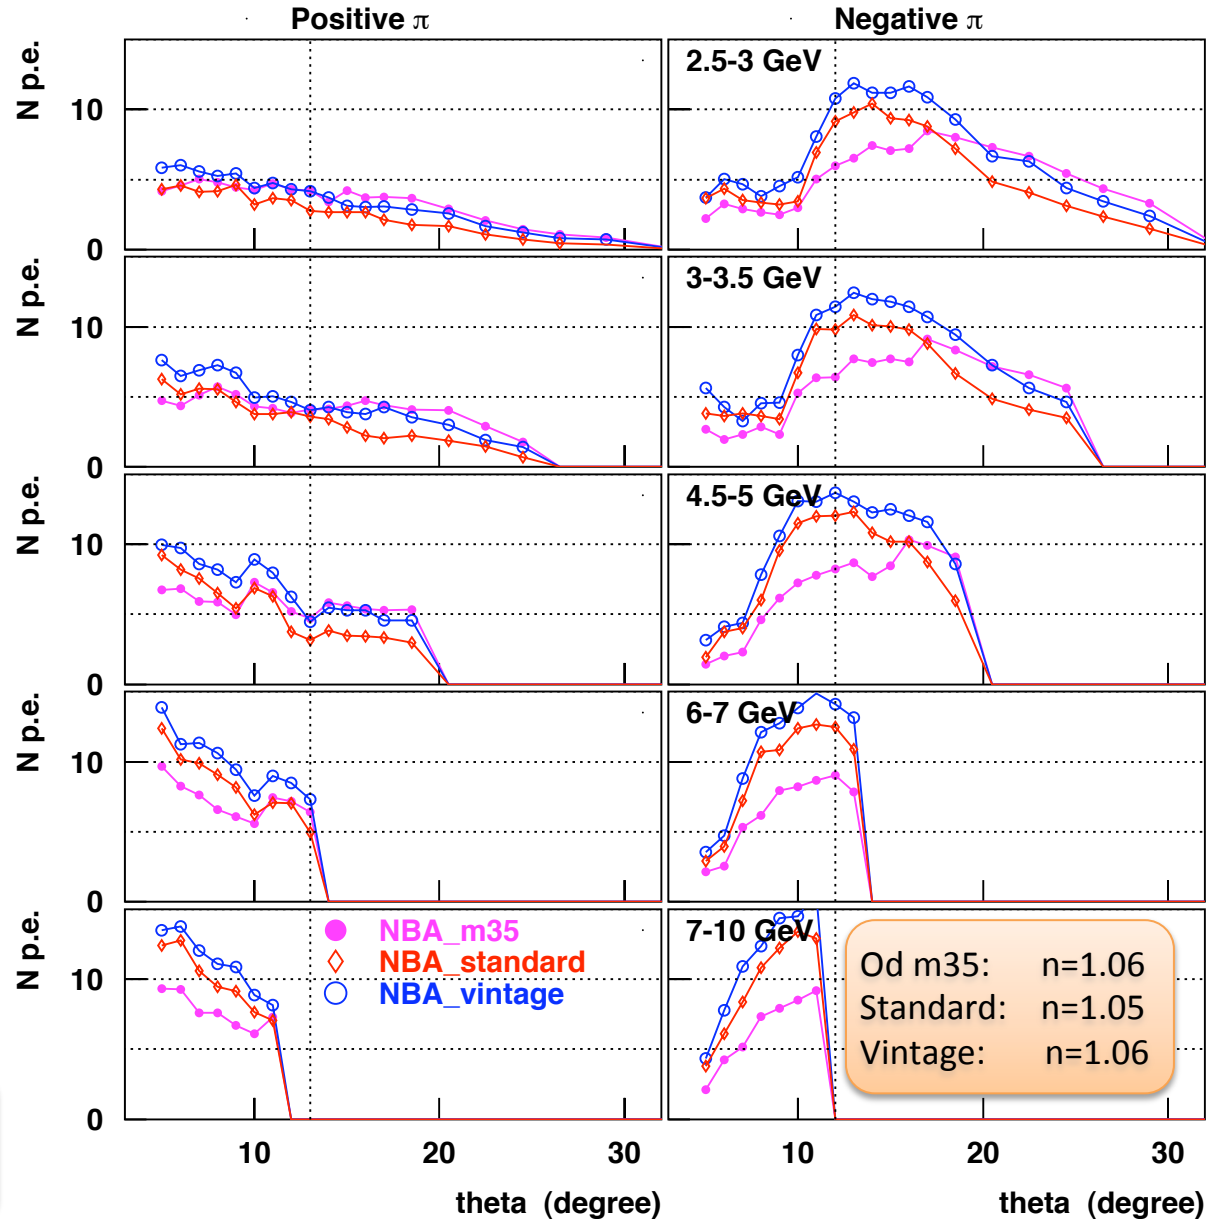 Positive π
Negative π
N p.e.
10
0
2.5-3 GeV
N p.e.
10
0
3-3.5 GeV
N p.e.
10
0
4.5-5 GeV
N p.e.
10
0
6-7 GeV
N p.e.
10
0
NBA_m35
NBA_standard
NBA_vintage
7-10 GeV
Od m35: n=1.06
Standard: n=1.05
Vintage: n=1.06
10 20 30
10 20 30
theta (degree)
theta (degree)